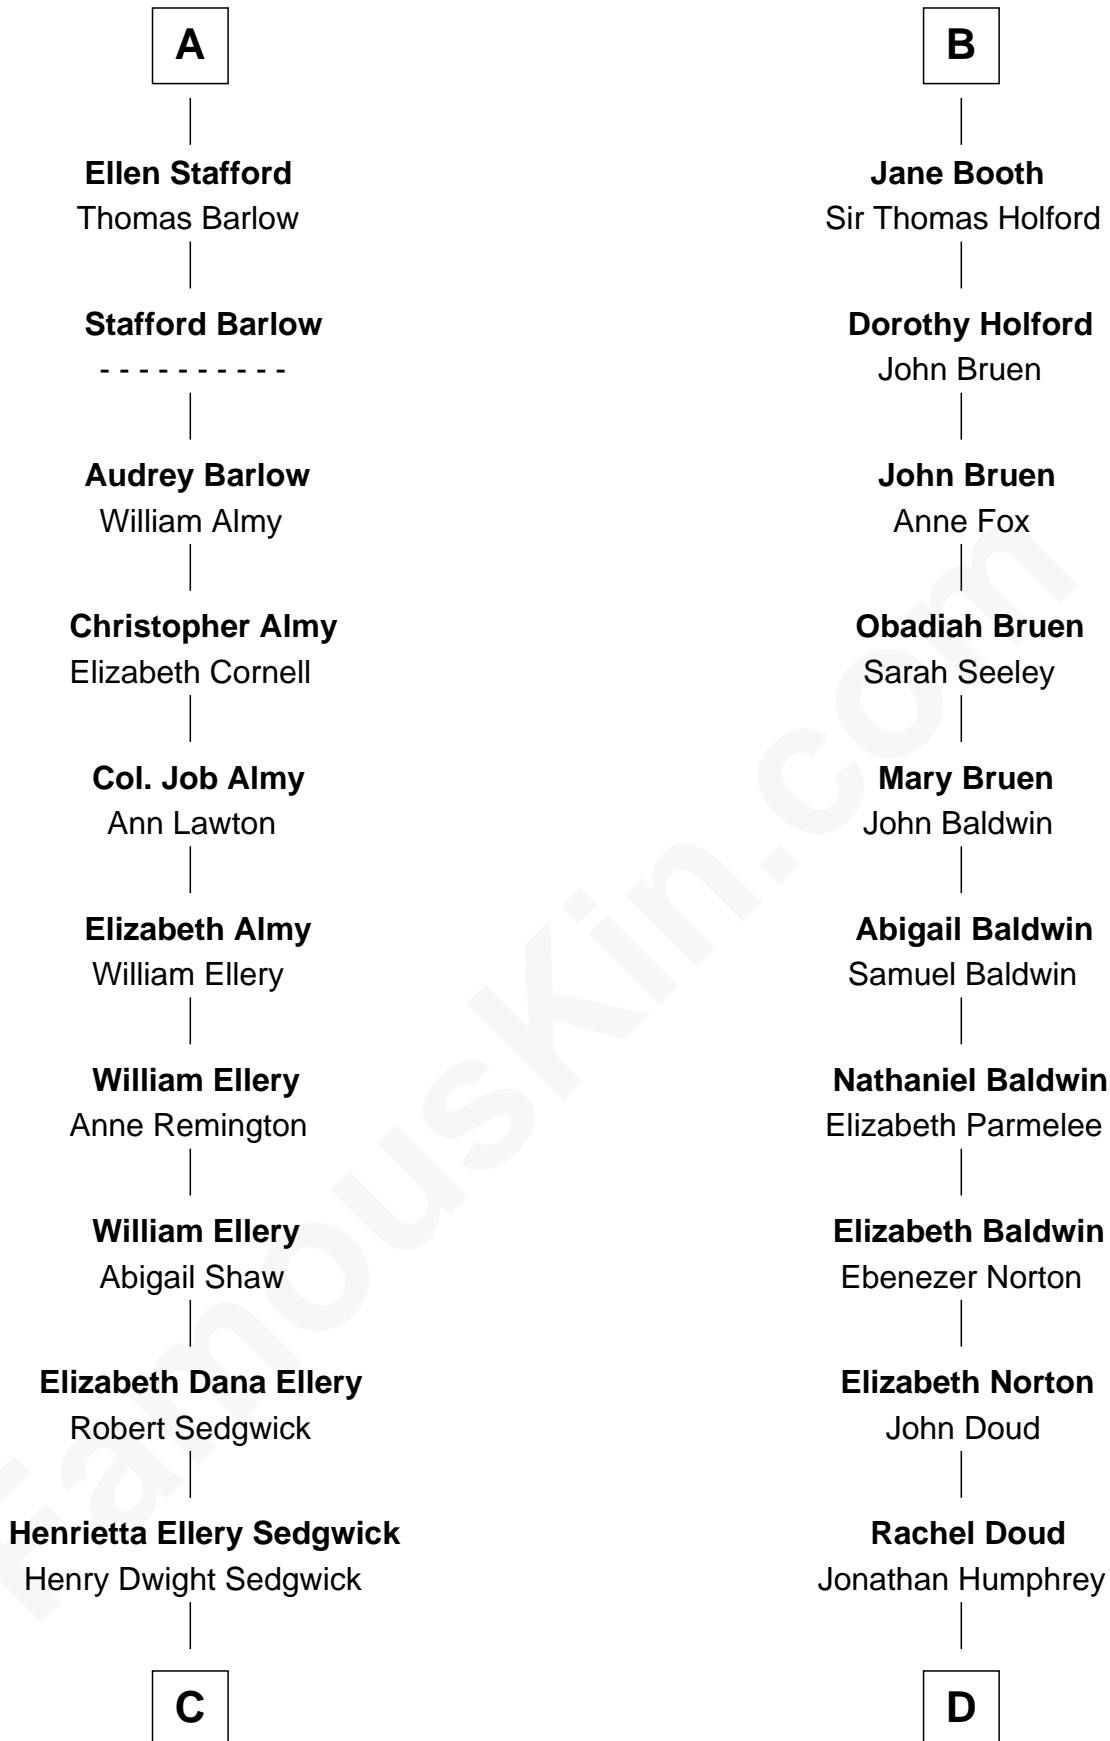 A
Ellen Stafford
Thomas Barlow
Stafford Barlow
- - - - - - - - - -
Audrey Barlow
William Almy
Christopher Almy
Elizabeth Cornell
Col. Job Almy
Ann Lawton
Elizabeth Almy
William Ellery
William Ellery
Anne Remington
William Ellery
Abigail Shaw
Elizabeth Dana Ellery
Robert Sedgwick
Henrietta Ellery Sedgwick
Henry Dwight Sedgwick
C
B
Jane Booth
Sir Thomas Holford
Dorothy Holford
John Bruen
John Bruen
Anne Fox
Obadiah Bruen
Sarah Seeley
Mary Bruen
John Baldwin
Abigail Baldwin
Samuel Baldwin
Nathaniel Baldwin
Elizabeth Parmelee
Elizabeth Baldwin
Ebenezer Norton
Elizabeth Norton
John Doud
Rachel Doud
Jonathan Humphrey
D
FamousKin.com